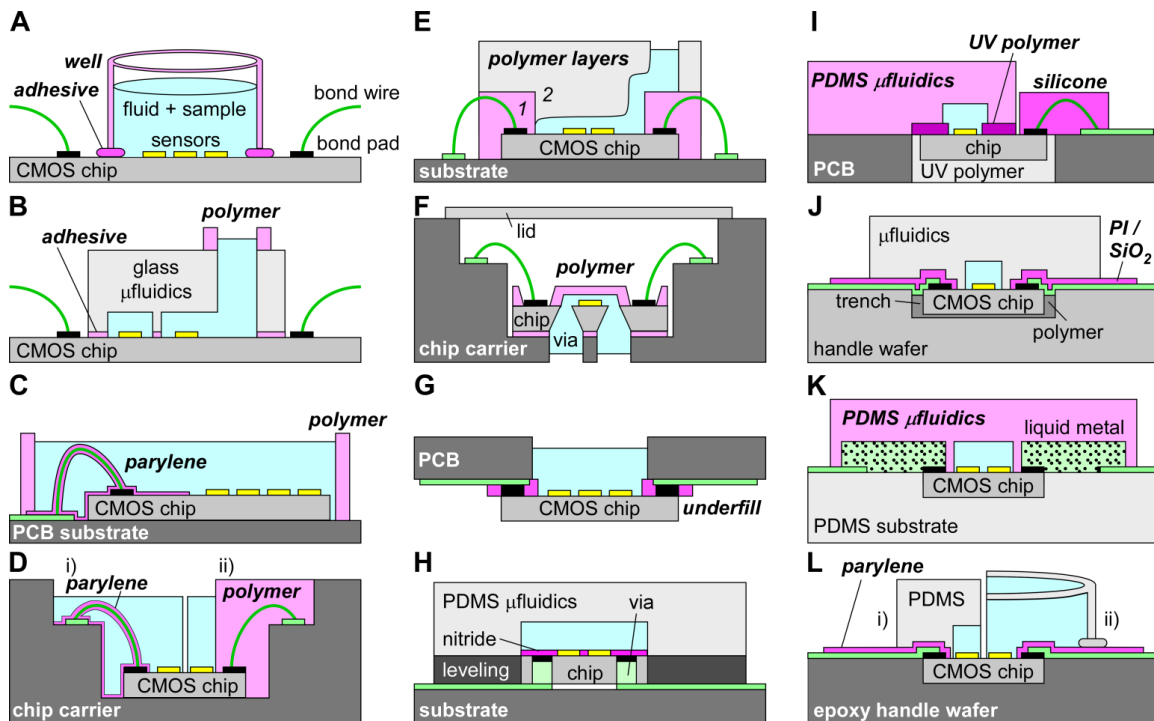 A
well
adhesive
fluid + sample
sensors
bond wire
bond pad
CMOS chip
B
polymer
adhesive
glass
μfluidics
CMOS chip
C
polymer
parylene
CMOS chip
PCB substrate
D
i)
ii)
parylene
polymer
CMOS chip
chip carrier
E
polymer layers
1
2
CMOS chip
substrate
F
lid
polymer
chip
via
chip carrier
G
PCB
CMOS chip
underfill
H
PDMS μfluidics
via
nitride
leveling
chip
substrate
I
UV polymer
PDMS μfluidics
silicone
chip
PCB
UV polymer
J
μfluidics
PI /
SiO₂
trench
CMOS chip
polymer
handle wafer
K
PDMS μfluidics
liquid metal
CMOS chip
PDMS substrate
L
parylene
i)
PDMS
ii)
CMOS chip
epoxy handle wafer